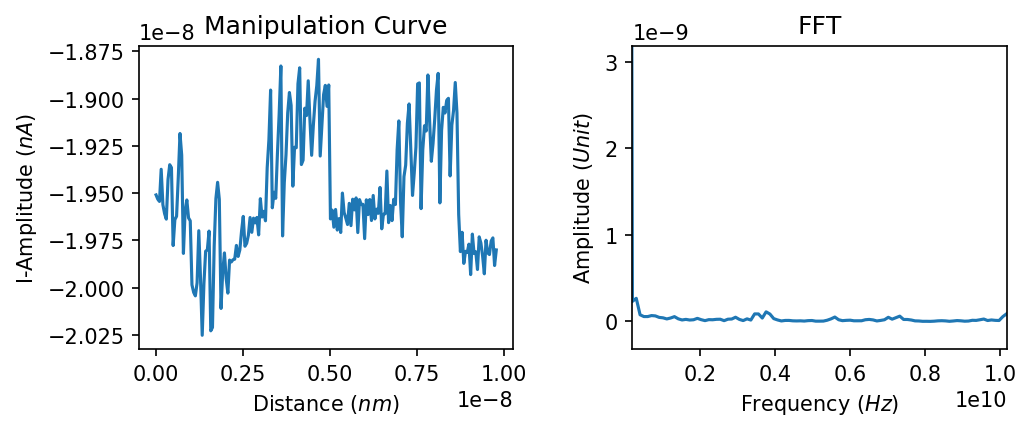 Manipulation Curve
1e−8
−1.875
−1.900
−1.925
−1.950
−1.975
−2.000
−2.025
I-Amplitude (nA)
0.00
0.25
0.50
0.75
1.00
1e−8
Distance (nm)
FFT
1e−9
3
2
1
0
Amplitude (Unit)
0.2
0.4
0.6
0.8
1.0
1e10
Frequency (Hz)